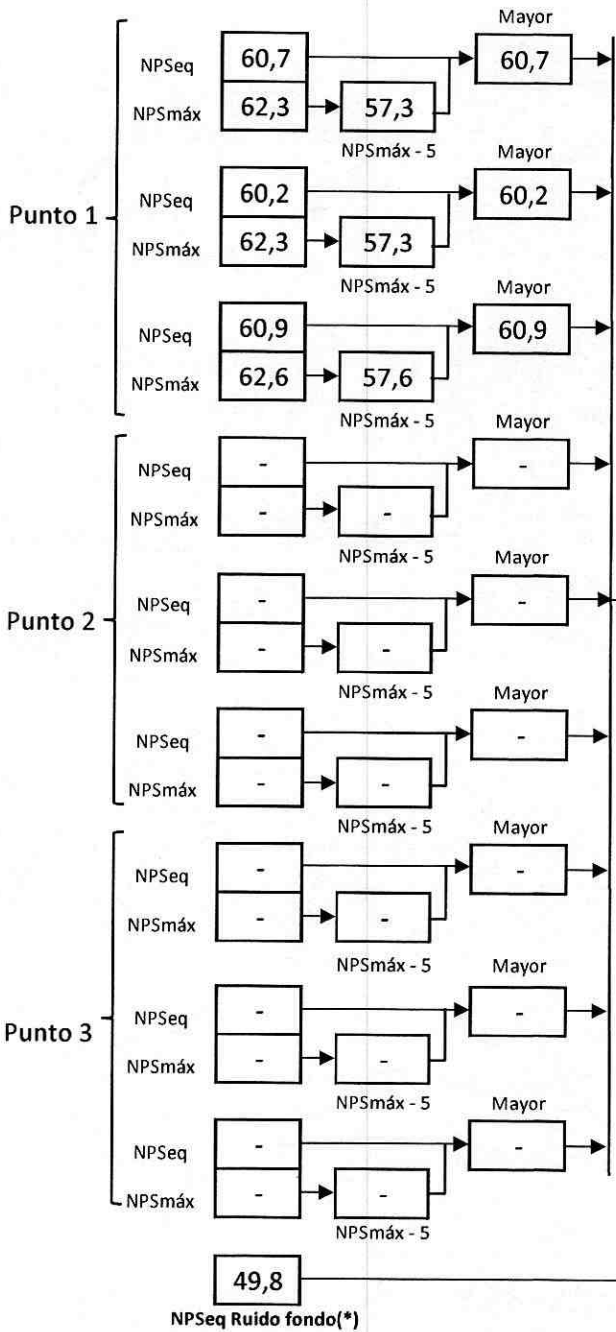 Mayor
NPSeq 60,7 60,7
NPSmáx 62,3 57,3
NPSmáx - 5 Mayor
NPSeq 60,2 60,2
Punto 1
NPSmáx 62,3 57,3
NPSmáx - 5 Mayor
NPSeq 60,9 60,9
NPSmáx 62,6 57,6
NPSmáx - 5 Mayor
NPSeq - -
NPSmáx - -
NPSmáx - 5 Mayor
NPSeq - -
Punto 2
NPSmáx - -
NPSmáx - 5 Mayor
NPSeq - -
NPSmáx - -
NPSmáx - 5 Mayor
NPSeq - -
NPSmáx - -
NPSmáx - 5 Mayor
NPSeq - -
Punto 3
NPSmáx - -
NPSmáx - 5 Mayor
NPSeq - -
NPSmáx - -
NPSmáx - 5
49,8
NPSeq Ruido fondo(*)